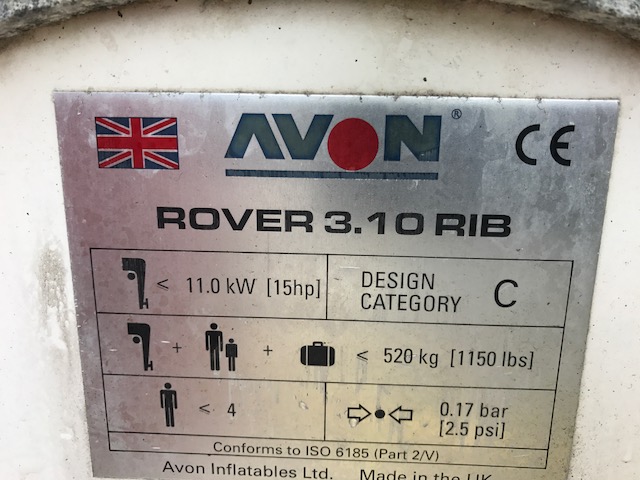 AVON® CE
ROVER 3.10 RIB
< 11.0 kW [15hp] DESIGN CATEGORY C
+ + ≤ 520 kg [1150 lbs]
< 4 0.17 bar [2.5 psi]
Conforms to ISO 6185 (Part 2/V)
Avon Inflatables Ltd. Made in the UK